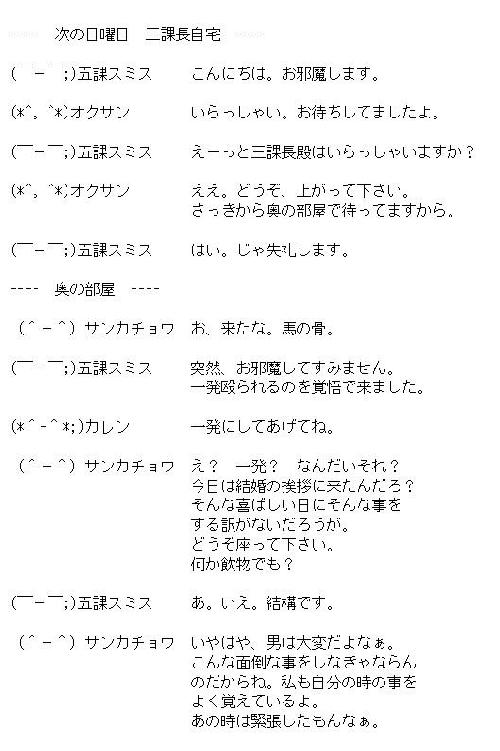 次の日曜日　三課長自宅
(　－　;)五課スミス　こんにちは。お邪魔します。
(*^。^*)オクサン　いらっしゃい。お待ちしてましたよ。
(￣－￣;)五課スミス　えーっと三課長殿はいらっしゃいますか？
(*^。^*)オクサン　ええ。どうぞ、上がって下さい。
さっきから奥の部屋で待ってますから。
(￣－￣;)五課スミス　はい。じゃ失礼します。
----　奥の部屋　----
(＾－＾) サンカチョウ　お、来たな。馬の骨。
(￣　￣;)五課スミス　突然、お邪魔してすみません。
一発殴られるのを覚悟で来ました。
(*^-^*;)カレン　一発にしてあげてね。
(＾－＾) サンカチョウ　え？　一発？　なんだいそれ？
今日は結婚の挨拶に来たんだろ？
そんな喜ばしい日にそんな事を
する訳がないだろうが。
どうぞ座って下さい。
何か飲物でも？
(￣－￣;)五課スミス　あ。いえ。結構です。
(＾－＾) サンカチョウ　いやはや、男は大変だよなぁ。
こんな面倒な事をしなきゃならん
のだからね。私も自分の時の事を
よく覚えているよ。
あの時は緊張したもんなぁ。